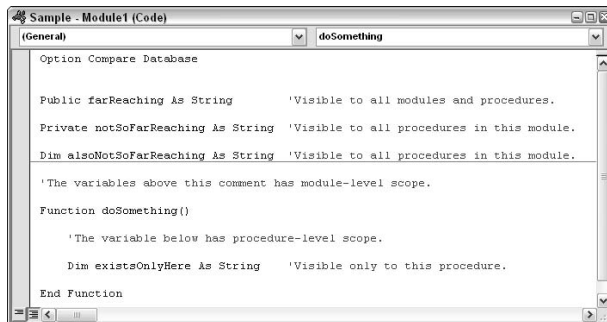 Sample - Module1 (Code)
(General) doSomething
Option Compare Database
Public farReaching As String 'Visible to all modules and procedures.
Private notSoFarReaching As String 'Visible to all procedures in this module.
Dim alsoNotSoFarReaching As String 'Visible to all procedures in this module.
'The variables above this comment has module-level scope.
Function doSomething()
'The variable below has procedure-level scope.
Dim existsOnlyHere As String 'Visible only to this procedure.
End Function